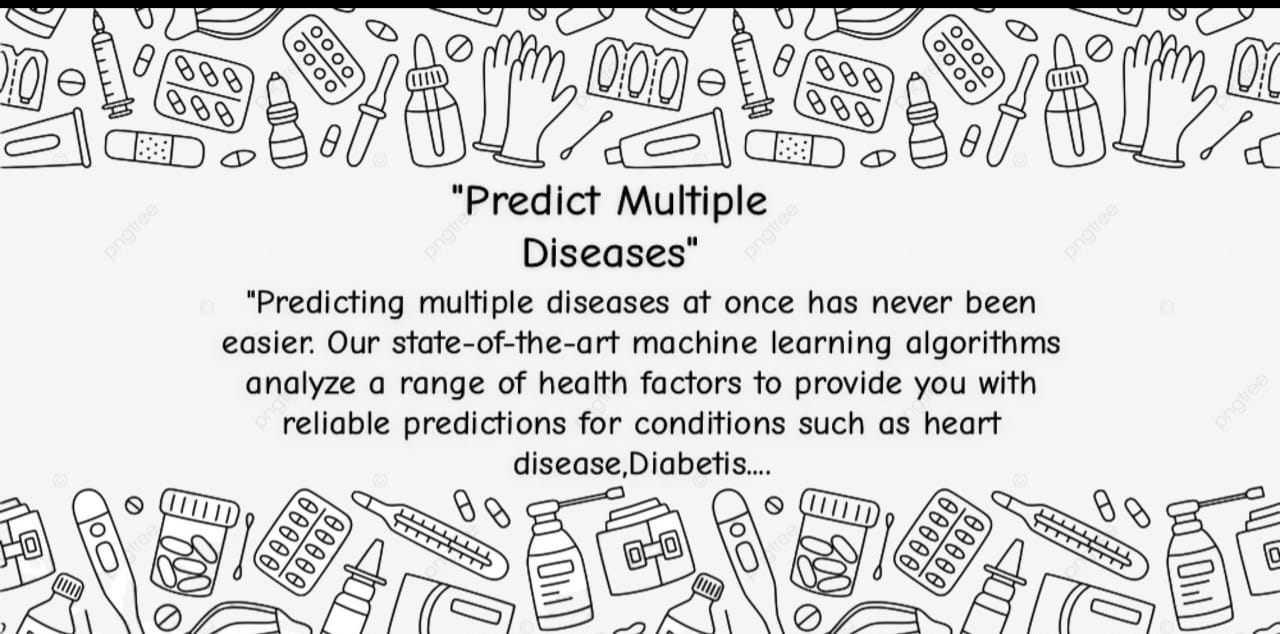 "Predict Multiple
Diseases"
"Predicting multiple diseases at once has never been
easier. Our state-of-the-art machine learning algorithms
analyze a range of health factors to provide you with
reliable predictions for conditions such as heart
disease,Diabetis....
pngtree